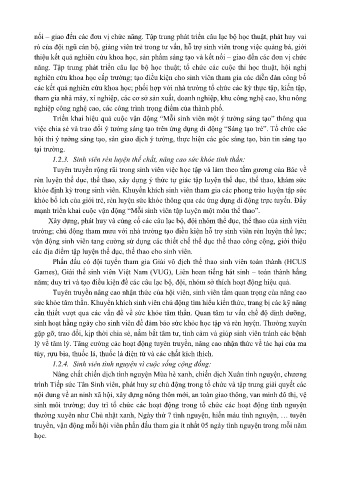 nối – giao đến các đơn vị chức năng. Tập trung phát triển câu lạc bộ học thuật, phát huy vai
trò của đội ngũ cán bộ, giảng viên trẻ trong tư vấn, hỗ trợ sinh viên trong việc quảng bá, giới
thiệu kết quả nghiên cứu khoa học, sản phẩm sáng tạo và kết nối – giao đến các đơn vị chức
năng. Tập trung phát triển câu lạc bộ học thuật; tổ chức các cuộc thi học thuật, hội nghị
nghiên cứu khoa học cấp trường; tạo điều kiện cho sinh viên tham gia các diễn đàn công bố
các kết quả nghiên cứu khoa học; phối hợp với nhà trường tổ chức các kỳ thực tập, kiến tập,
tham gia nhà máy, xí nghiệp, các cơ sở sản xuất, doanh nghiệp, khu công nghệ cao, khu nông
nghiệp công nghệ cao, các công trình trọng điểm của thành phố.
Triển khai hiệu quả cuộc vận động “Mỗi sinh viên một ý tưởng sáng tạo” thông qua
việc chia sẻ và trao đổi ý tưởng sáng tạo trên ứng dụng di động “Sáng tạo trẻ”. Tổ chức các
hội thi ý tưởng sáng tạo, sân giao dịch ý tưởng, thực hiện các góc sáng tạo, bản tin sáng tạo
tại trường.
1.2.3. Sinh viên rèn luyện thể chất, nâng cao sức khỏe tinh thần:
Tuyên truyền rộng rãi trong sinh viên việc học tập và làm theo tấm gương của Bác về
rèn luyện thể dục, thể thao, xây dựng ý thức tự giác tập luyện thể dục, thể thao, khám sức
khỏe định kỳ trong sinh viên. Khuyến khích sinh viên tham gia các phong trào luyện tập sức
khỏe bổ ích của giới trẻ, rèn luyện sức khỏe thông qua các ứng dụng di động trực tuyến. Đẩy
mạnh triển khai cuộc vận động “Mỗi sinh viên tập luyện một môn thể thao”.
Xây dựng, phát huy và củng cố các câu lạc bộ, đội nhóm thể dục, thể thao của sinh viên
trường; chủ động tham mưu với nhà trường tạo điều kiện hỗ trợ sinh viên rèn luyện thể lực;
vận động sinh viên tang cường sử dụng các thiết chế thể dục thể thao công cộng, giới thiệu
các địa điểm tập luyện thể dục, thể thao cho sinh viên.
Phấn đấu có đội tuyển tham gia Giải vô địch thể thao sinh viên toàn thành (HCUS
Games), Giải thể sinh viên Việt Nam (VUG), Liên hoan tiếng hát sinh – toàn thành hằng
năm; duy trì và tạo điều kiện để các câu lạc bộ, đội, nhóm sở thích hoạt động hiệu quả.
Tuyên truyền nâng cao nhận thức của hội viên, sinh viên tầm quan trọng của nâng cao
sức khỏe tâm thần. Khuyến khích sinh viên chủ động tìm hiểu kiến thức, trang bị các kỹ năng
cần thiết vượt qua các vấn đề về sức khỏe tâm thần. Quan tâm tư vấn chế độ dinh dưỡng,
sinh hoạt hằng ngày cho sinh viên để đảm bảo sức khỏe học tập và rèn luyện. Thường xuyên
gặp gỡ, trao đổi, kịp thời chia sẻ, nắm bắt tâm tư, tình cảm và giúp sinh viên tránh các bệnh
lý về tâm lý. Tăng cường các hoạt động tuyên truyền, nâng cao nhận thức về tác hại của ma
túy, rượu bia, thuốc lá, thuốc lá điện tử và các chất kích thích.
1.2.4. Sinh viên tình nguyện vì cuộc sống cộng đồng:
Nâng chất chiến dịch tình nguyện Mùa hè xanh, chiến dịch Xuân tình nguyện, chương
trình Tiếp sức Tân Sinh viên, phát huy sự chủ động trong tổ chức và tập trung giải quyết các
nội dung về an ninh xã hội, xây dựng nông thôn mới, an toàn giao thông, văn minh đô thị, vệ
sinh môi trường; duy trì tổ chức các hoạt động trong tổ chức các hoạt động tình nguyện
thường xuyên như Chủ nhật xanh, Ngày thứ 7 tình nguyện, hiến máu tình nguyện, … tuyên
truyền, vận động mỗi hội viên phấn đấu tham gia ít nhất 05 ngày tình nguyện trong mỗi năm
học.